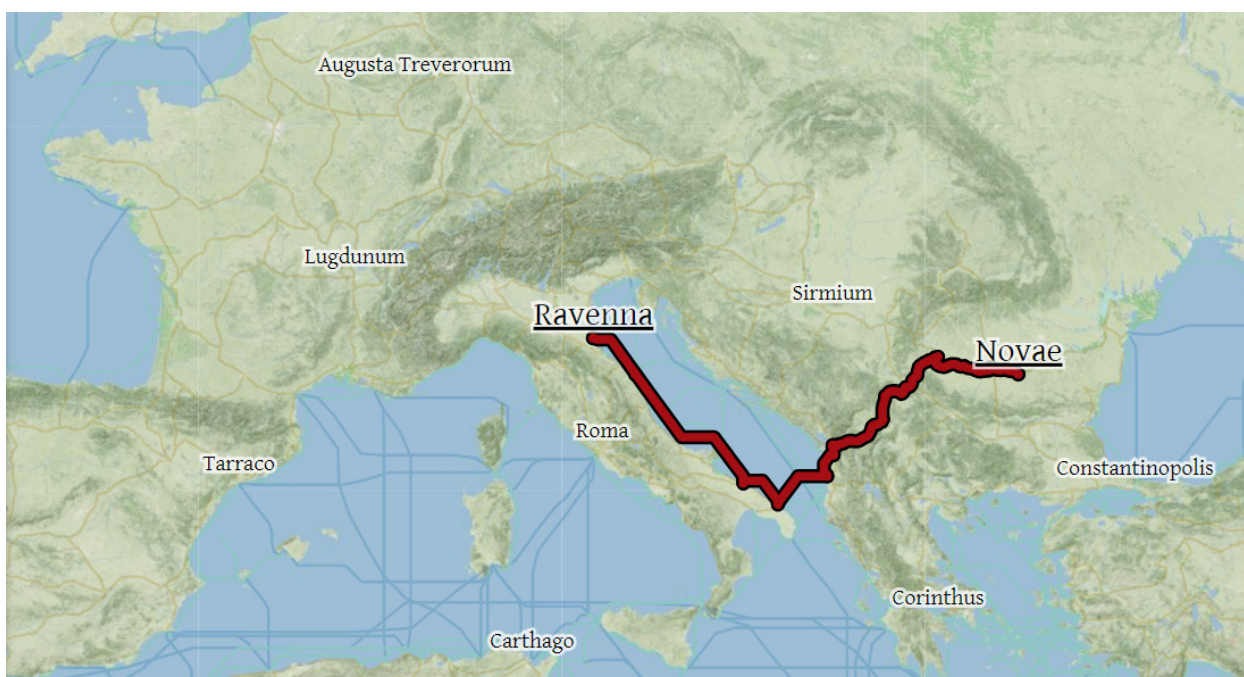 Augusta Treverorum
Lugdunum
Sirmium
Ravenna
Novae
Roma
Tarraco
Constantinopolis
Corinthus
Carthago